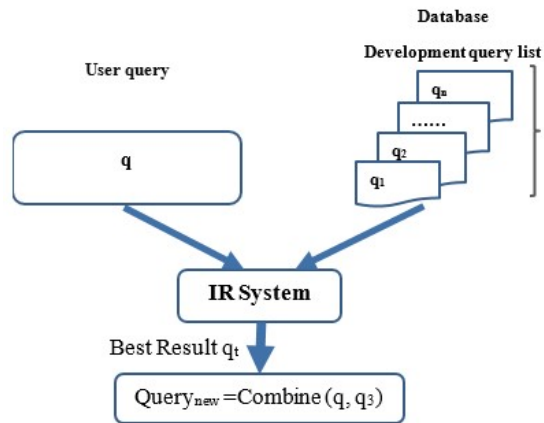 Database
Development query list
User query
qₙ
......
q₂
q₁
q
IR System
Best Result qₜ
Queryₙₑw =Combine (q, q₃)